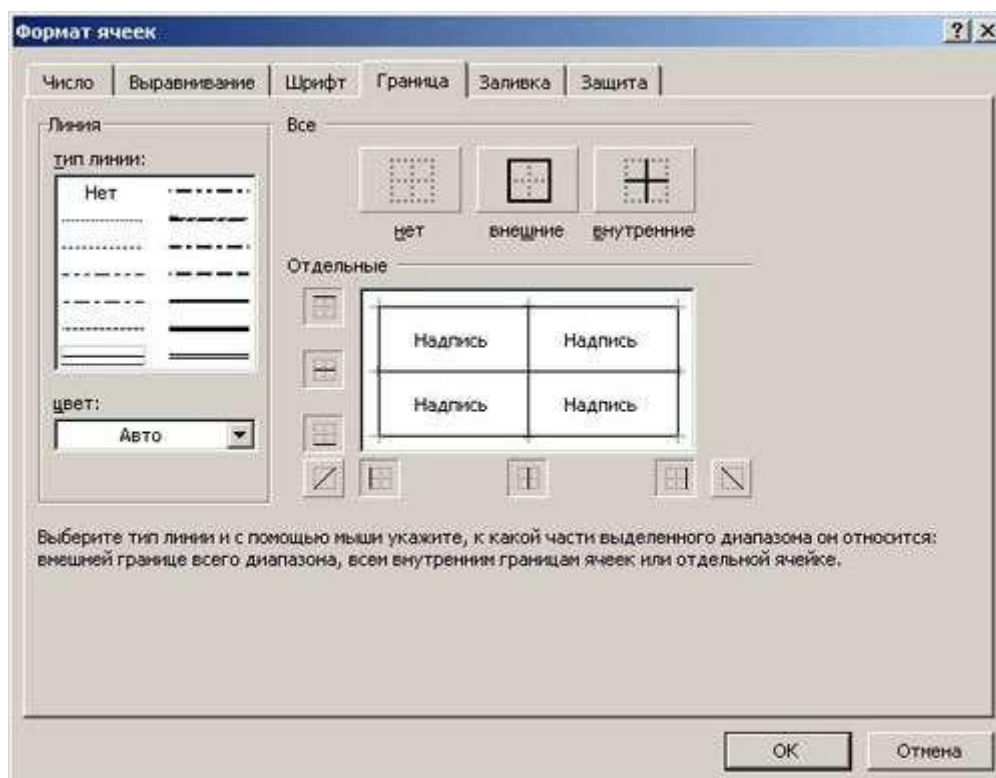 Формат ячеек
Число Выравнивание Шрифт Граница Заливка Защита
Линия
тип линии:
Нет
цвет:
Авто
Все
нет внешние внутренние
Отдельные
Надпись Надпись
Надпись Надпись
Выберите тип линии и с помощью мыши укажите, к какой части выделенного диапазона он относится:
внешней границе всего диапазона, всем внутренним границам ячеек или отдельной ячейке.
OK Отмена